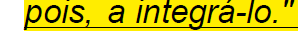 pois, a integrá-lo."